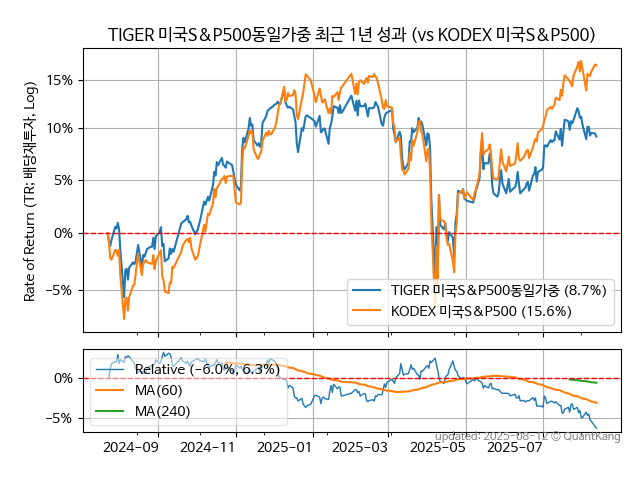 TIGER 미국S&P500동일가중 최근 1년 성과 (vs KODEX 미국S&P500)
Rate of Return (TR: 배당재투자, Log)
15%
10%
5%
0%
−5%
TIGER 미국S&P500동일가중 (8.7%)
KODEX 미국S&P500 (15.6%)
0%
−5%
Relative (−6.0%, 6.3%)
MA(60)
MA(240)
2024-09
2024-11
2025-01
2025-03
2025-05
2025-07
updated: 2025-08-12 © QuantKang